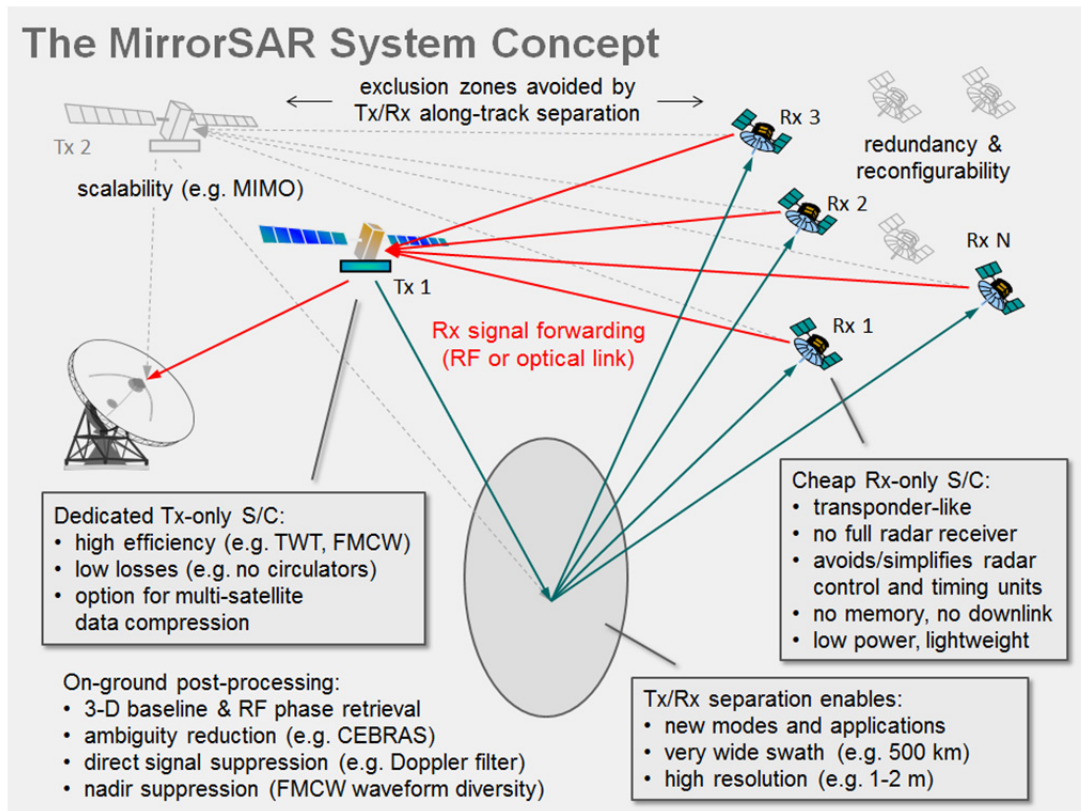 The MirrorSAR System Concept
exclusion zones avoided by
Tx/Rx along-track separation
Tx 2
Rx 3
redundancy &
reconfigurability
scalability (e.g. MIMO)
Rx 2
Rx N
Tx 1
Rx signal forwarding
(RF or optical link)
Rx 1
Dedicated Tx-only S/C:
• high efficiency (e.g. TWT, FMCW)
• low losses (e.g. no circulators)
• option for multi-satellite
data compression
Cheap Rx-only S/C:
• transponder-like
• no full radar receiver
• avoids/simplifies radar
control and timing units
• no memory, no downlink
• low power, lightweight
On-ground post-processing:
• 3-D baseline & RF phase retrieval
• ambiguity reduction (e.g. CEBRAS)
• direct signal suppression (e.g. Doppler filter)
• nadir suppression (FMCW waveform diversity)
Tx/Rx separation enables:
• new modes and applications
• very wide swath (e.g. 500 km)
• high resolution (e.g. 1-2 m)